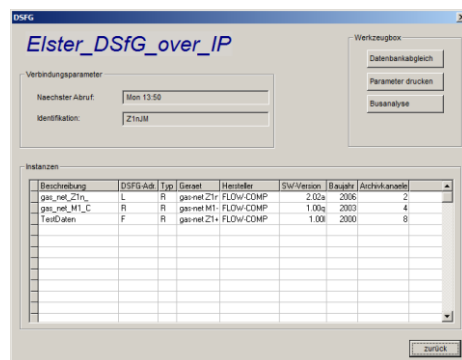 DSFG
Elster_DSfG_over_IP
Werkzeugbox
Datenbankabgleich
Parameter drucken
Busanalyse
Verbindungsparameter
Naechster Abruf: Mon 13:50
Identifikation: Z1nJM
Instanzen
Beschreibung DSFG-Adr. Typ Geraet Hersteller SW-Version Baujahr Archivkanaele
gas_net_Z1n_ L R gas-net Z1r FLOW-COMP 2.02a 2006 2
gas_net_M1_C R R gas-net M1- FLOW-COMP 1.00q 2003 4
TestDaten F R gas-net Z1+ FLOW-COMP 1.00l 2000 8
zurück